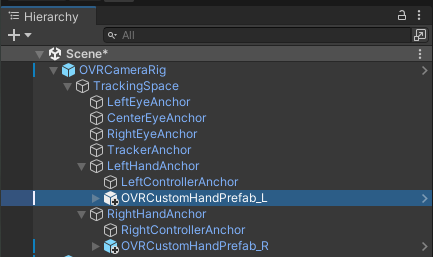 Hierarchy
All
Scene*
OVRCameraRig
TrackingSpace
LeftEyeAnchor
CenterEyeAnchor
RightEyeAnchor
TrackerAnchor
LeftHandAnchor
LeftControllerAnchor
OVRCustomHandPrefab_L
RightHandAnchor
RightControllerAnchor
OVRCustomHandPrefab_R